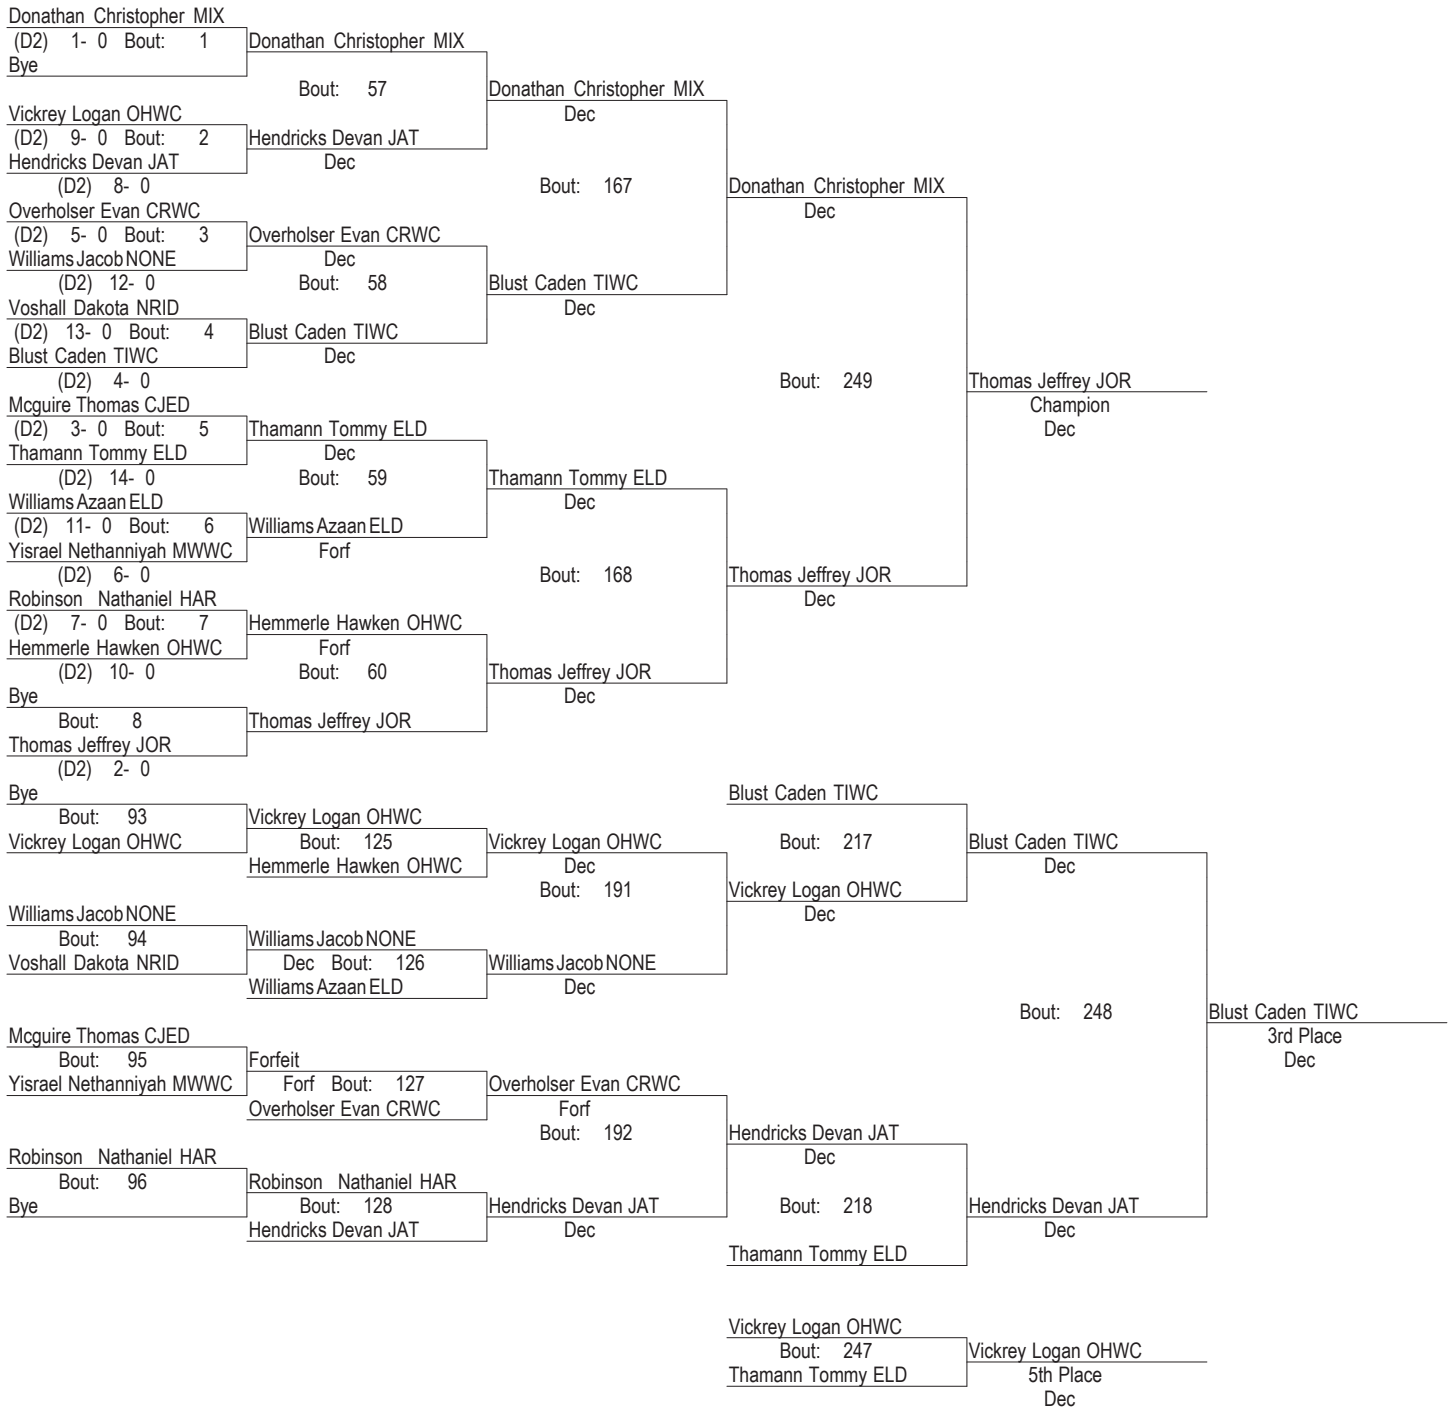 Donathan Christopher MIX
(D2) 1- 0 Bout: 1 Donathan Christopher MIX
Bye
Bout: 57 Donathan Christopher MIX
Vickrey Logan OHWC Dec
(D2) 9- 0 Bout: 2 Hendricks Devan JAT
Hendricks Devan JAT Dec
(D2) 8- 0 Bout: 167 Donathan Christopher MIX
Overholser Evan CRWC Dec
(D2) 5- 0 Bout: 3 Overholser Evan CRWC
Williams Jacob NONE Dec
(D2) 12- 0 Bout: 58 Blust Caden TIWC
Voshall Dakota NRID Dec
(D2) 13- 0 Bout: 4 Blust Caden TIWC
Blust Caden TIWC Dec
(D2) 4- 0 Bout: 249 Thomas Jeffrey JOR
Mcguire Thomas CJED Champion
(D2) 3- 0 Bout: 5 Thamann Tommy ELD Dec
Thamann Tommy ELD Dec
(D2) 14- 0 Bout: 59 Thamann Tommy ELD
Williams Azaan ELD Dec
(D2) 11- 0 Bout: 6 Williams Azaan ELD
Yisrael Nethanniyah MWWC Forf
(D2) 6- 0 Bout: 168 Thomas Jeffrey JOR
Robinson Nathaniel HAR Dec
(D2) 7- 0 Bout: 7 Hemmerle Hawken OHWC
Hemmerle Hawken OHWC Forf
(D2) 10- 0 Bout: 60 Thomas Jeffrey JOR
Bye Dec
Bout: 8 Thomas Jeffrey JOR
Thomas Jeffrey JOR
(D2) 2- 0
Bye Blust Caden TIWC
Bout: 93 Vickrey Logan OHWC
Vickrey Logan OHWC Bout: 125 Vickrey Logan OHWC Bout: 217 Blust Caden TIWC
Hemmerle Hawken OHWC Dec Dec
Bout: 191 Vickrey Logan OHWC
Williams Jacob NONE Dec
Bout: 94 Williams Jacob NONE
Voshall Dakota NRID Dec Bout: 126 Williams Jacob NONE
Williams Azaan ELD Dec
Bout: 248 Blust Caden TIWC
Mcguire Thomas CJED 3rd Place
Bout: 95 Forfeit Dec
Yisrael Nethanniyah MWWC Forf Bout: 127 Overholser Evan CRWC
Overholser Evan CRWC Forf
Bout: 192 Hendricks Devan JAT
Robinson Nathaniel HAR Dec
Bout: 96 Robinson Nathaniel HAR
Bye Bout: 128 Hendricks Devan JAT Bout: 218 Hendricks Devan JAT
Hendricks Devan JAT Dec Dec
Thamann Tommy ELD
Vickrey Logan OHWC
Bout: 247 Vickrey Logan OHWC
Thamann Tommy ELD 5th Place
Dec